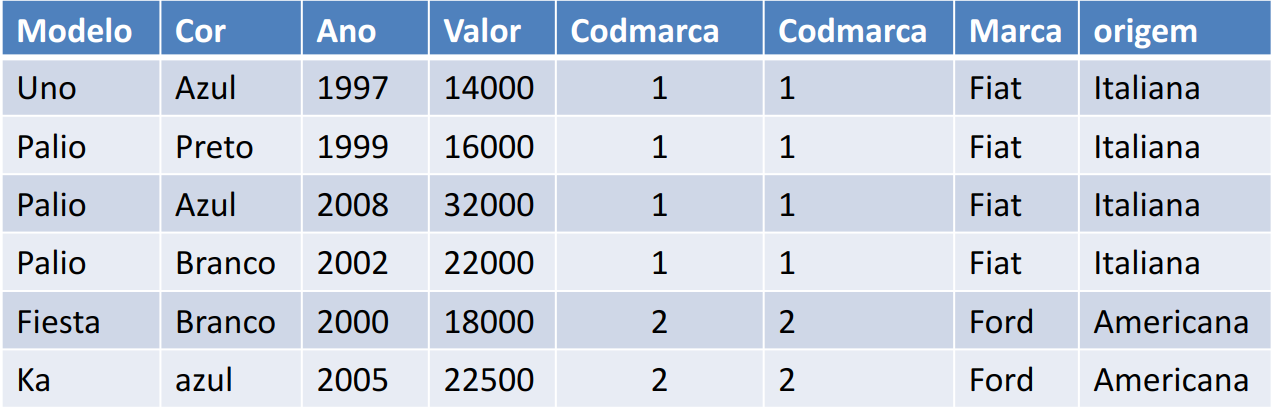 Modelo Cor Ano Valor Codmarca Codmarca Marca origem
Uno Azul 1997 14000 1 1 Fiat Italiana
Palio Preto 1999 16000 1 1 Fiat Italiana
Palio Azul 2008 32000 1 1 Fiat Italiana
Palio Branco 2002 22000 1 1 Fiat Italiana
Fiesta Branco 2000 18000 2 2 Ford Americana
Ka azul 2005 22500 2 2 Ford Americana